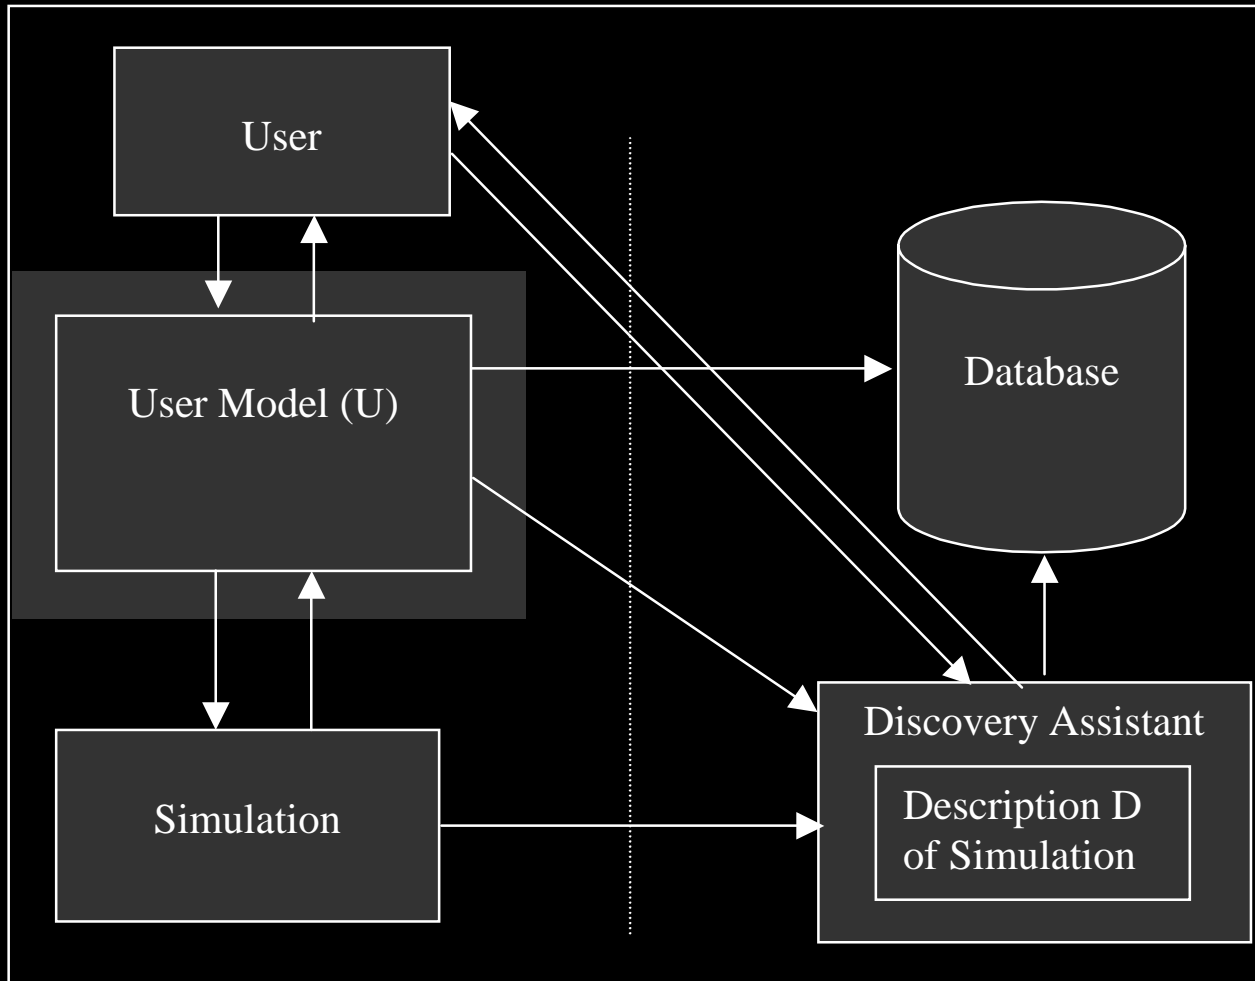 User
User Model (U)
Database
Simulation
Discovery Assistant
Description D
of Simulation